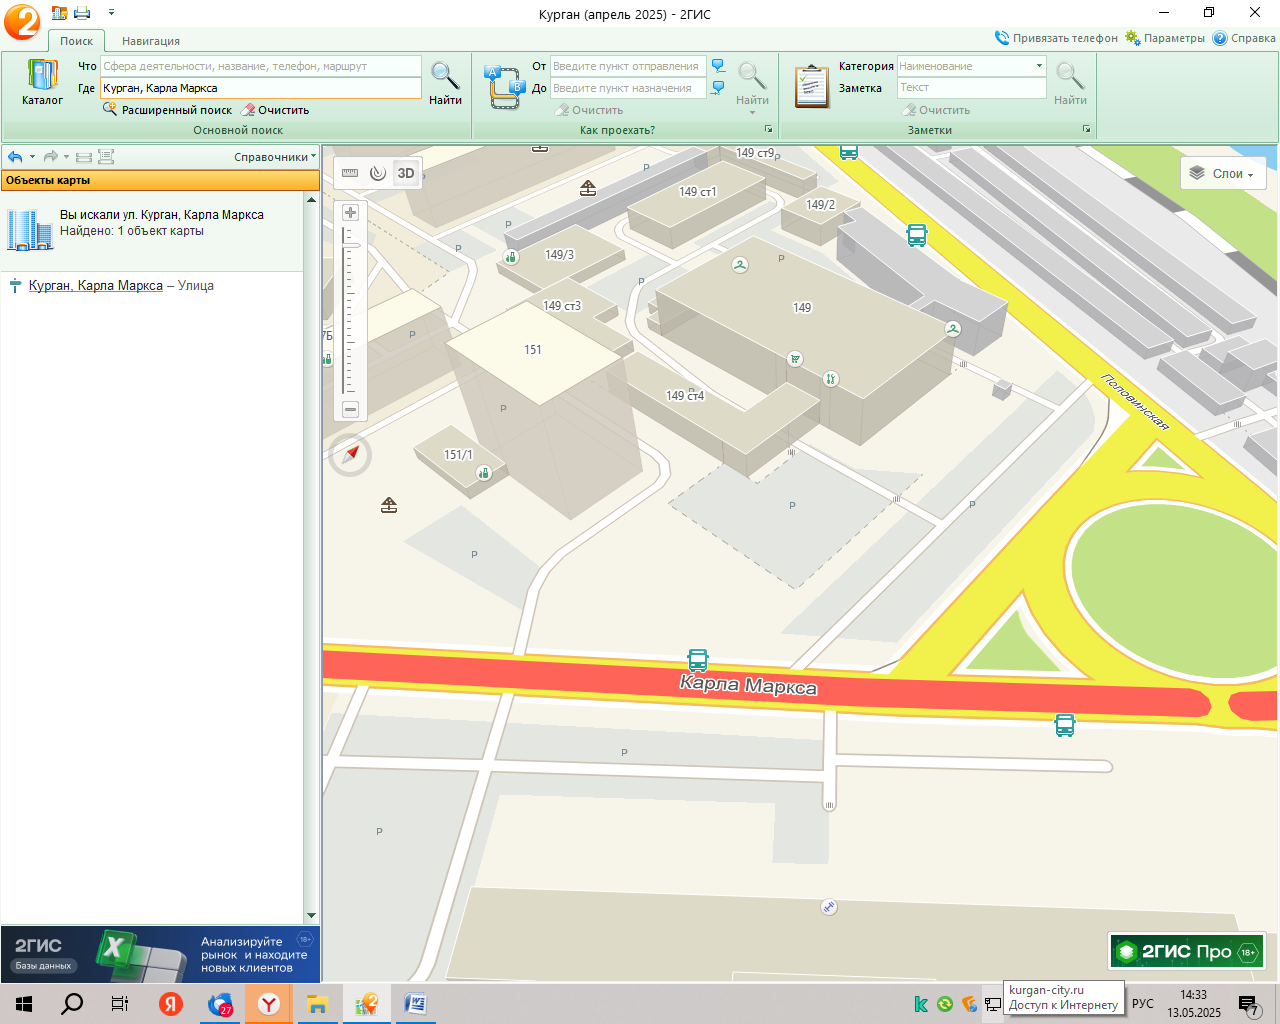 Курган (апрель 2025) - 2ГИС
Поиск
Навигация
Привязать телефон
Параметры
Справка
Каталог
Что
Сфера деятельности, название, телефон, маршрут
Где
Курган, Карла Маркса
Найти
Расширенный поиск
Очистить
Основной поиск
От
Введите пункт отправления
До
Введите пункт назначения
Найти
Очистить
Как проехать?
Категория
Наименование
Заметка
Текст
Найти
Очистить
Заметки
Справочники
Объекты карты
Вы искали ул. Курган, Карла Маркса
Найдено: 1 объект карты
Курган, Карла Маркса – Улица
3D
Слои
149 ст9
149 ст1
149/2
149/3
149 ст3
149
7Б
151
149 ст4
151/1
P
P
P
P
P
P
P
P
P
P
P
P
P
Половинская
Карла Маркса
2ГИС
Базы данных
Анализируйте
рынок и находите
новых клиентов
18+
2ГИС Про
18+
27
kurgan-city.ru
Доступ к Интернету
РУС
14:33
13.05.2025
7